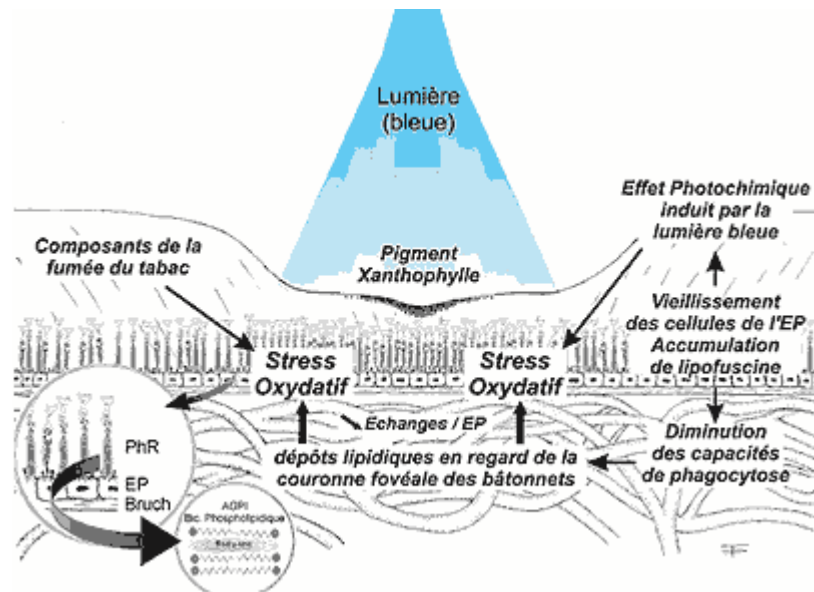 Lumière
(bleue)
Effet Photochimique
induit par la
lumière bleue
Composants de la
fumée du tabac
Pigment
Xanthophylle
Vieillissement
des cellules de l'EP
Accumulation
de lipofuscine
Stress
Oxydatif
Stress
Oxydatif
Echanges / EP
dépôts lipidiques en regard de la
couronne fovéale des bâtonnets
Diminution
des capacités
de phagocytose
PhR
EP
Bruch
AGPI
Bic. Phospholipidique